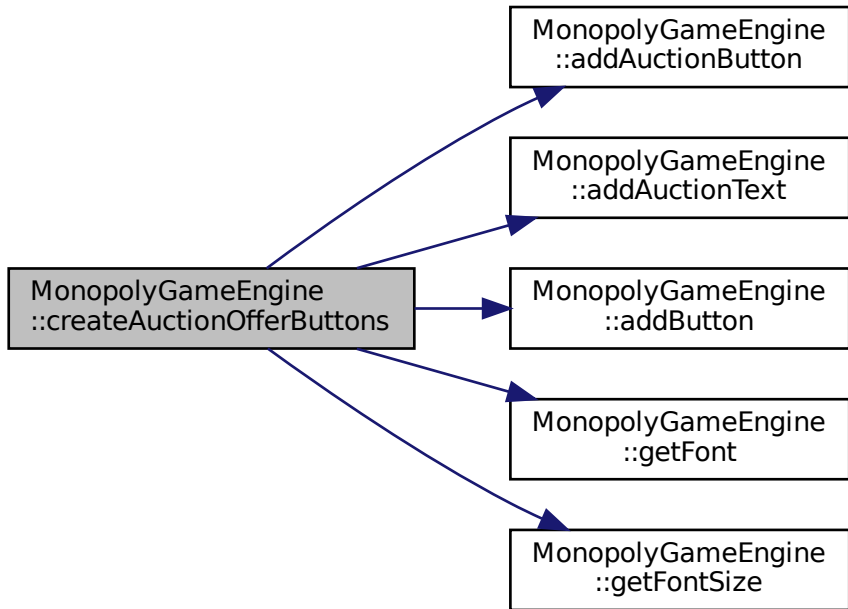 MonopolyGameEngine
::addAuctionButton
MonopolyGameEngine
::addAuctionText
MonopolyGameEngine
::createAuctionOfferButtons
MonopolyGameEngine
::addButton
MonopolyGameEngine
::getFont
MonopolyGameEngine
::getFontSize